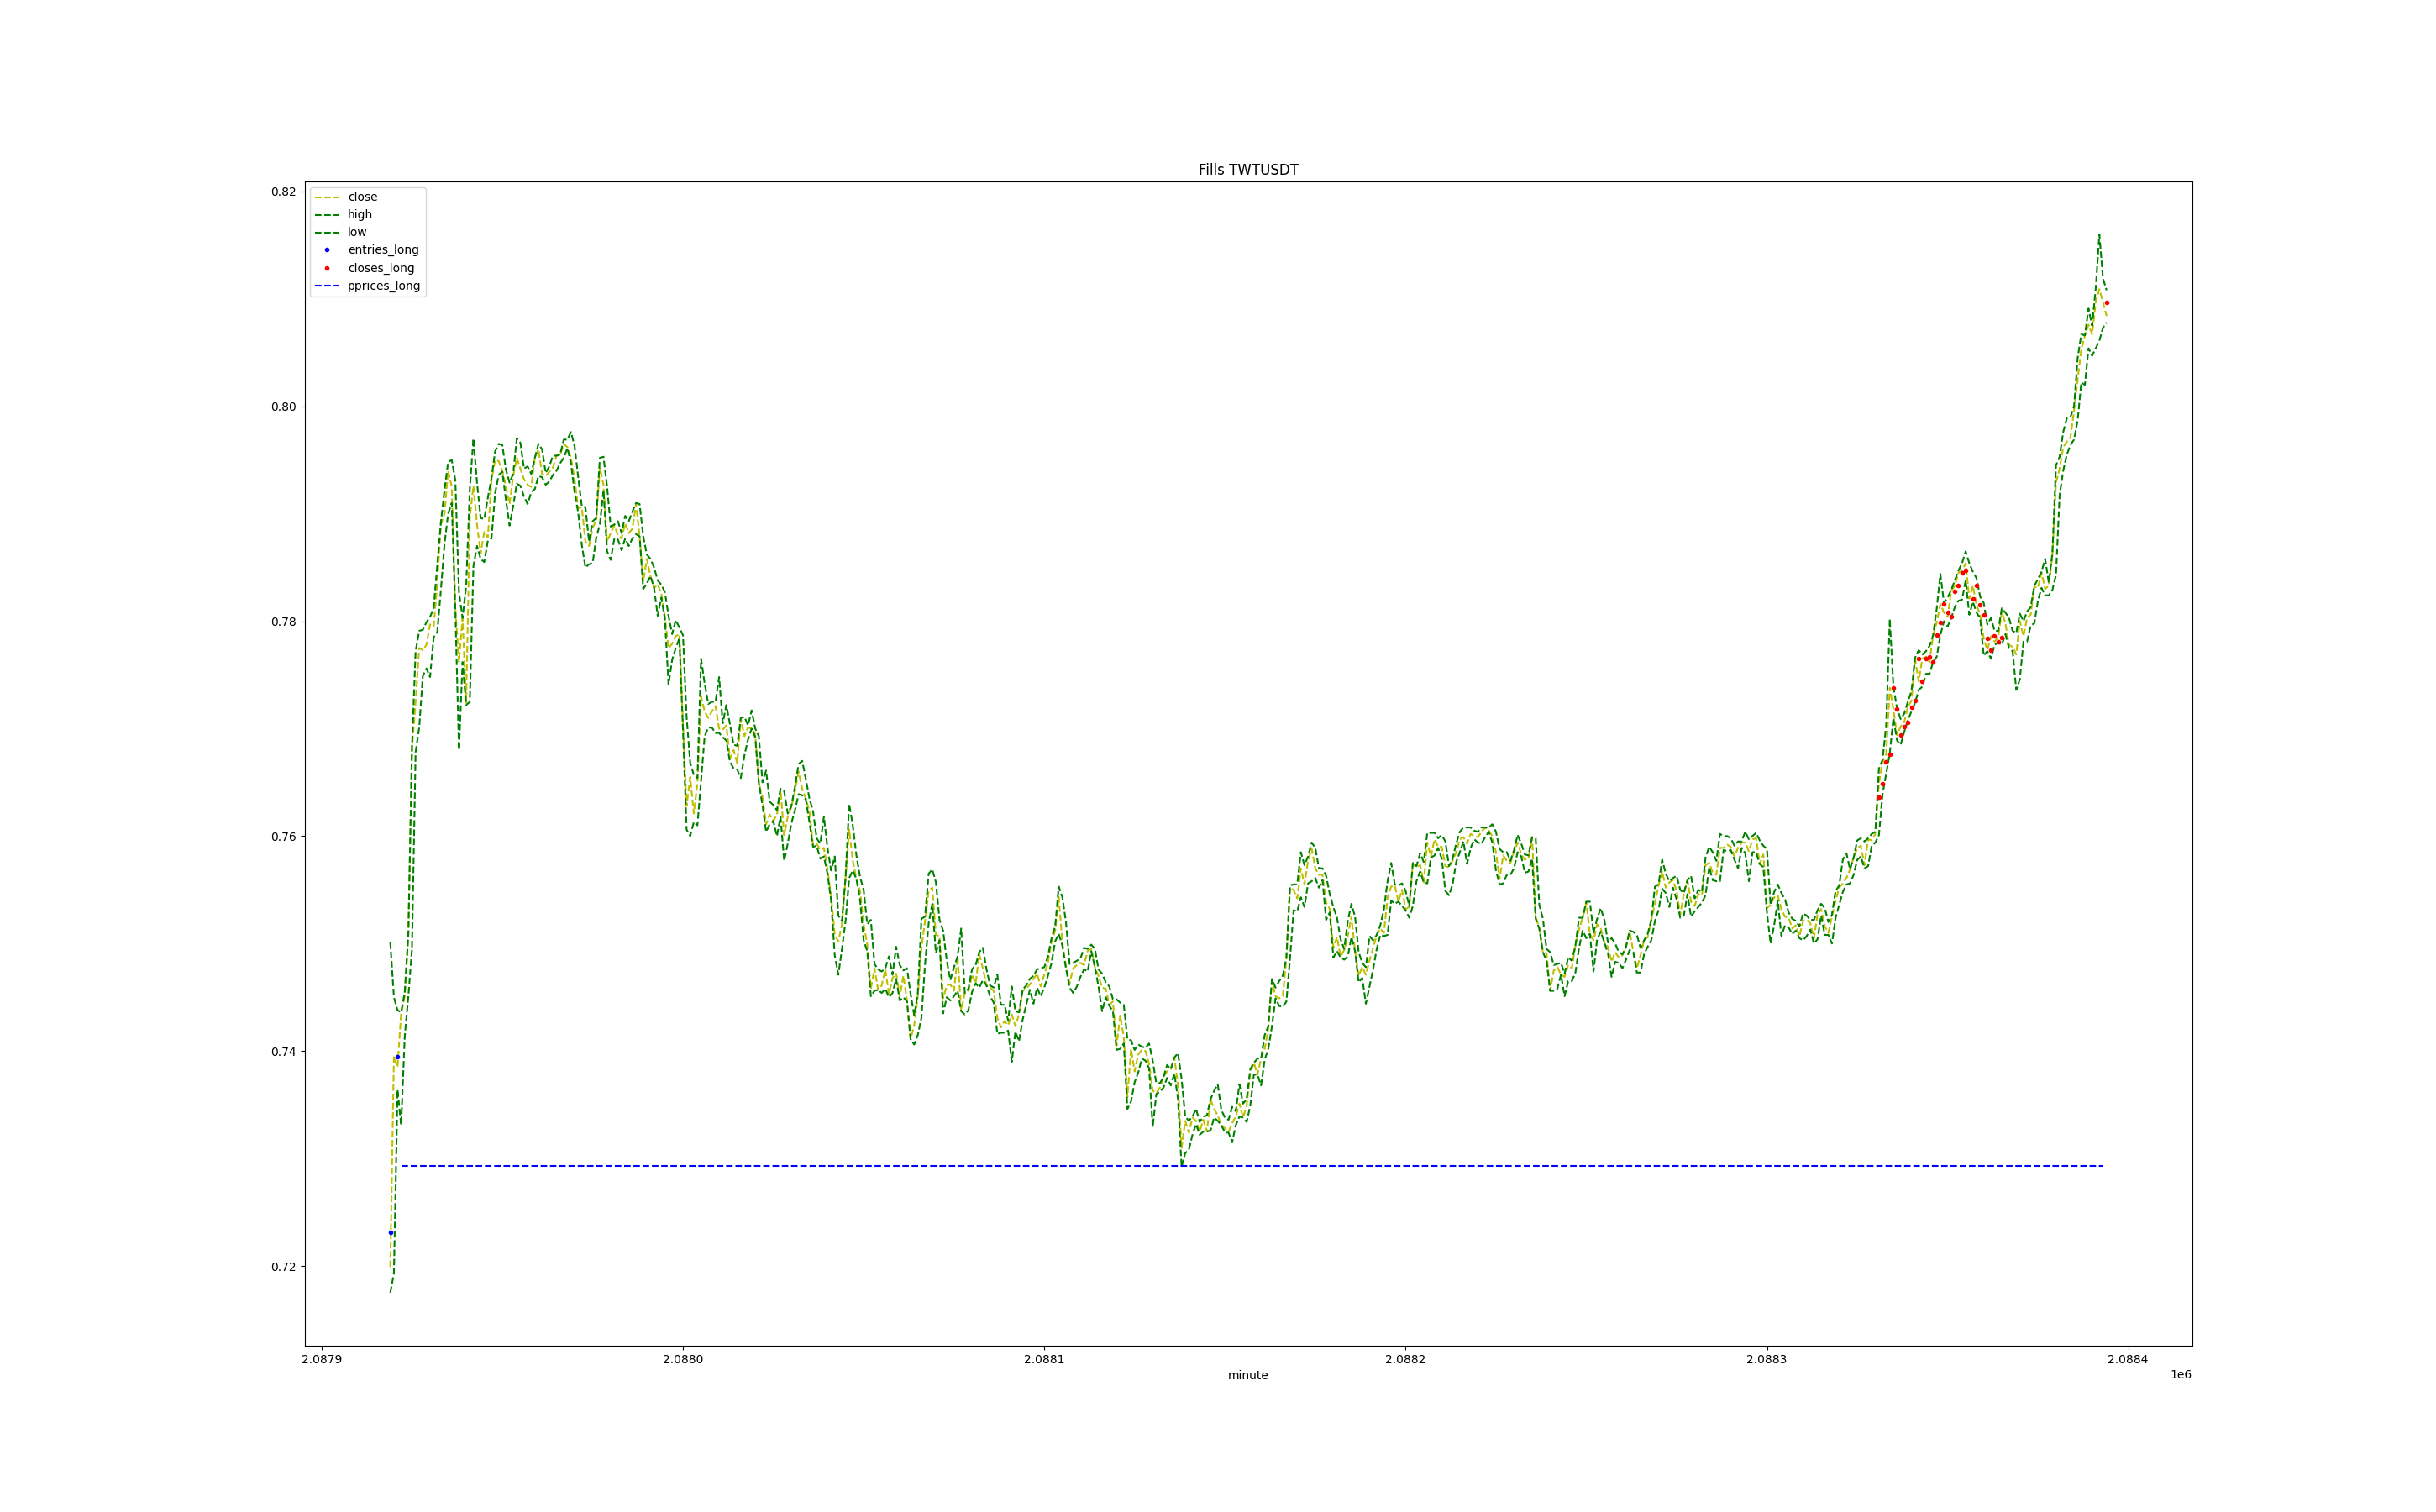 Fills TWTUSDT
close
high
low
entries_long
closes_long
pprices_long
0.82
0.80
0.78
0.76
0.74
0.72
2.0879 2.0880 2.0881 2.0882 2.0883 2.0884
minute 1e6